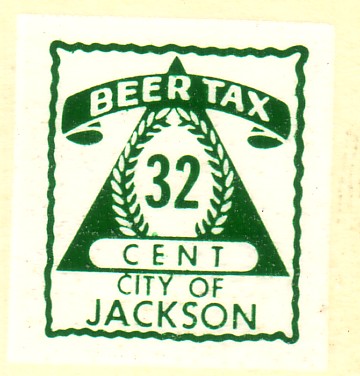 BEER TAX
32
CENT
CITY OF
JACKSON